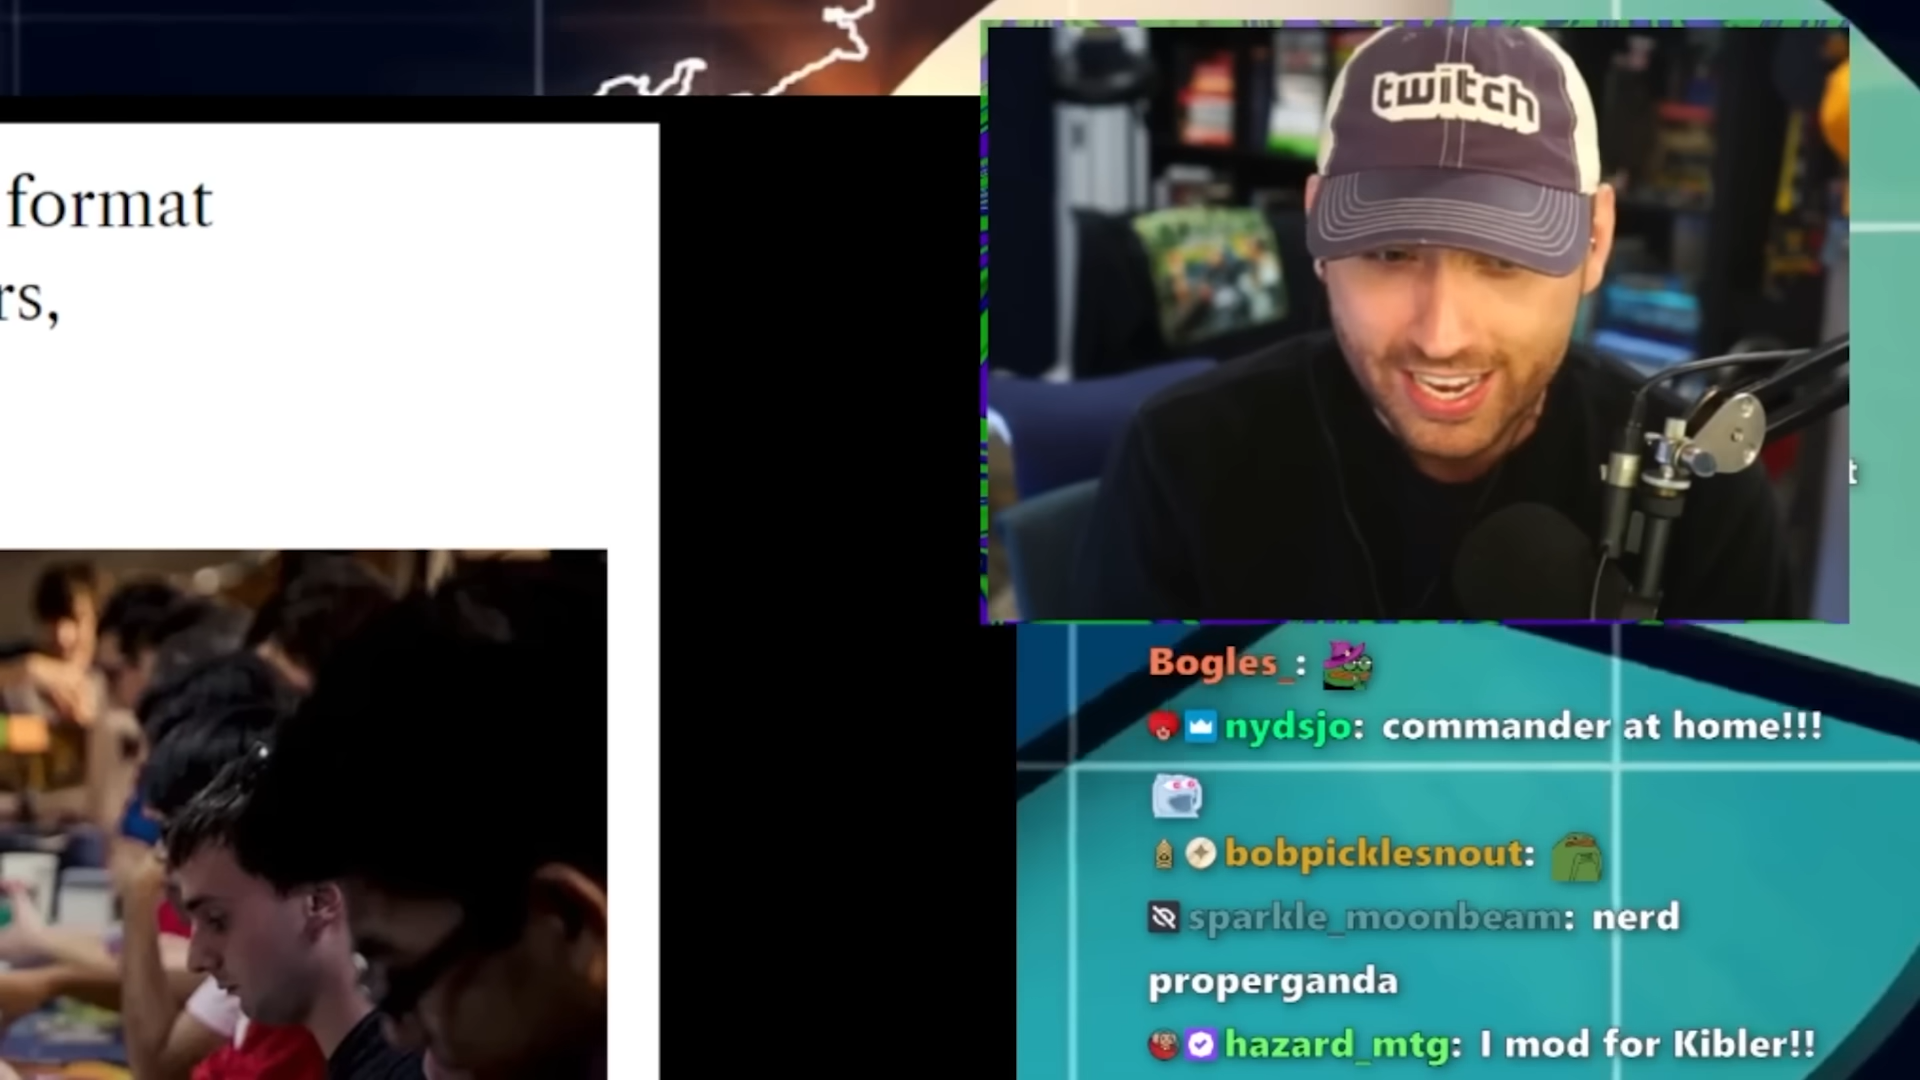 format
rs,
twitch
t
Bogles_:
nydsjo: commander at home!!!
bobpicklesnout:
sparkle_moonbeam: nerd
properganda
hazard_mtg: I mod for Kibler!!